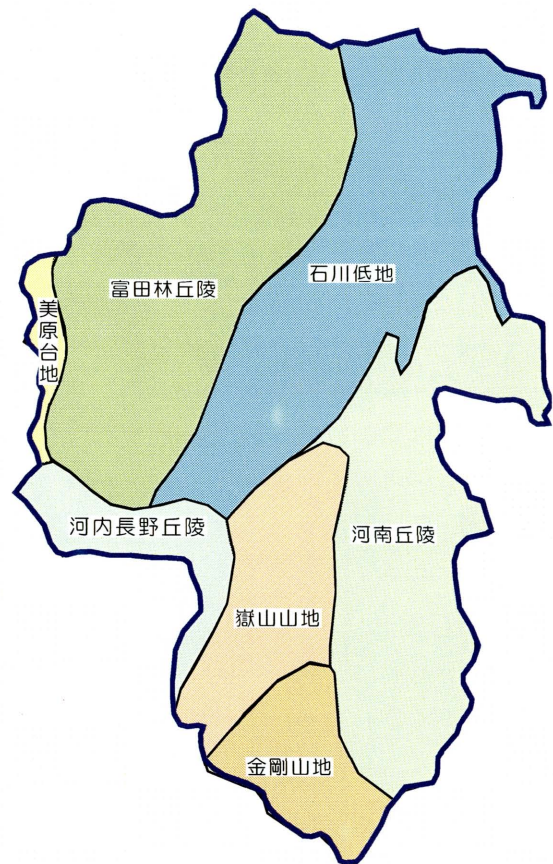 石川低地
富田林丘陵
美原台地
河内長野丘陵
河南丘陵
嶽山山地
金剛山地